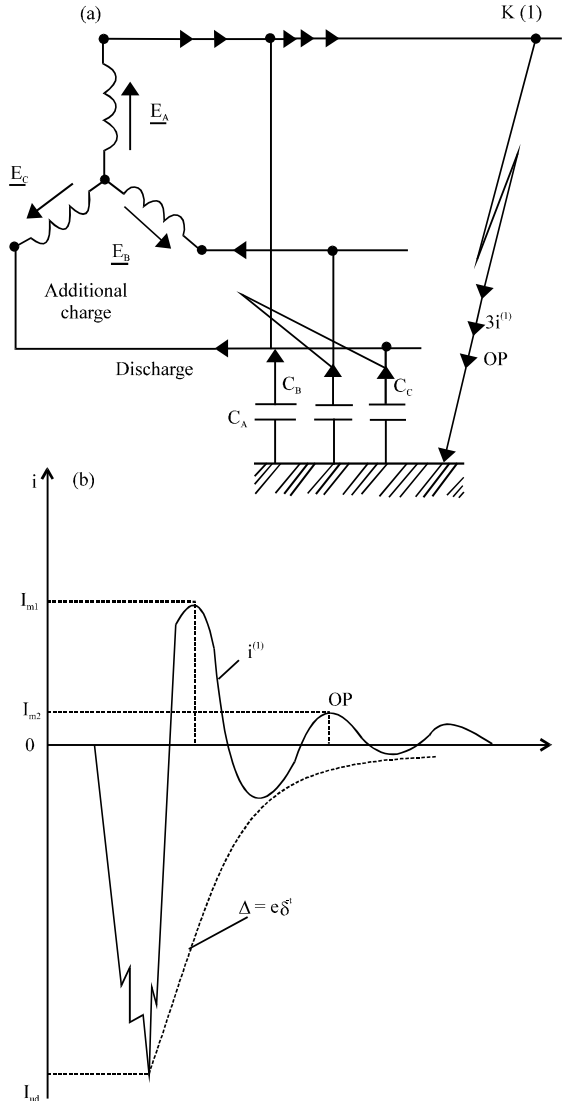 (a)
K (1)
E_A
E_C
E_B
Additional
charge
3i^(1)
OP
Discharge
C_B
C_C
C_A
i
(b)
I_m1
i^(1)
OP
I_m2
0
Δ = eδ^t
I_ud